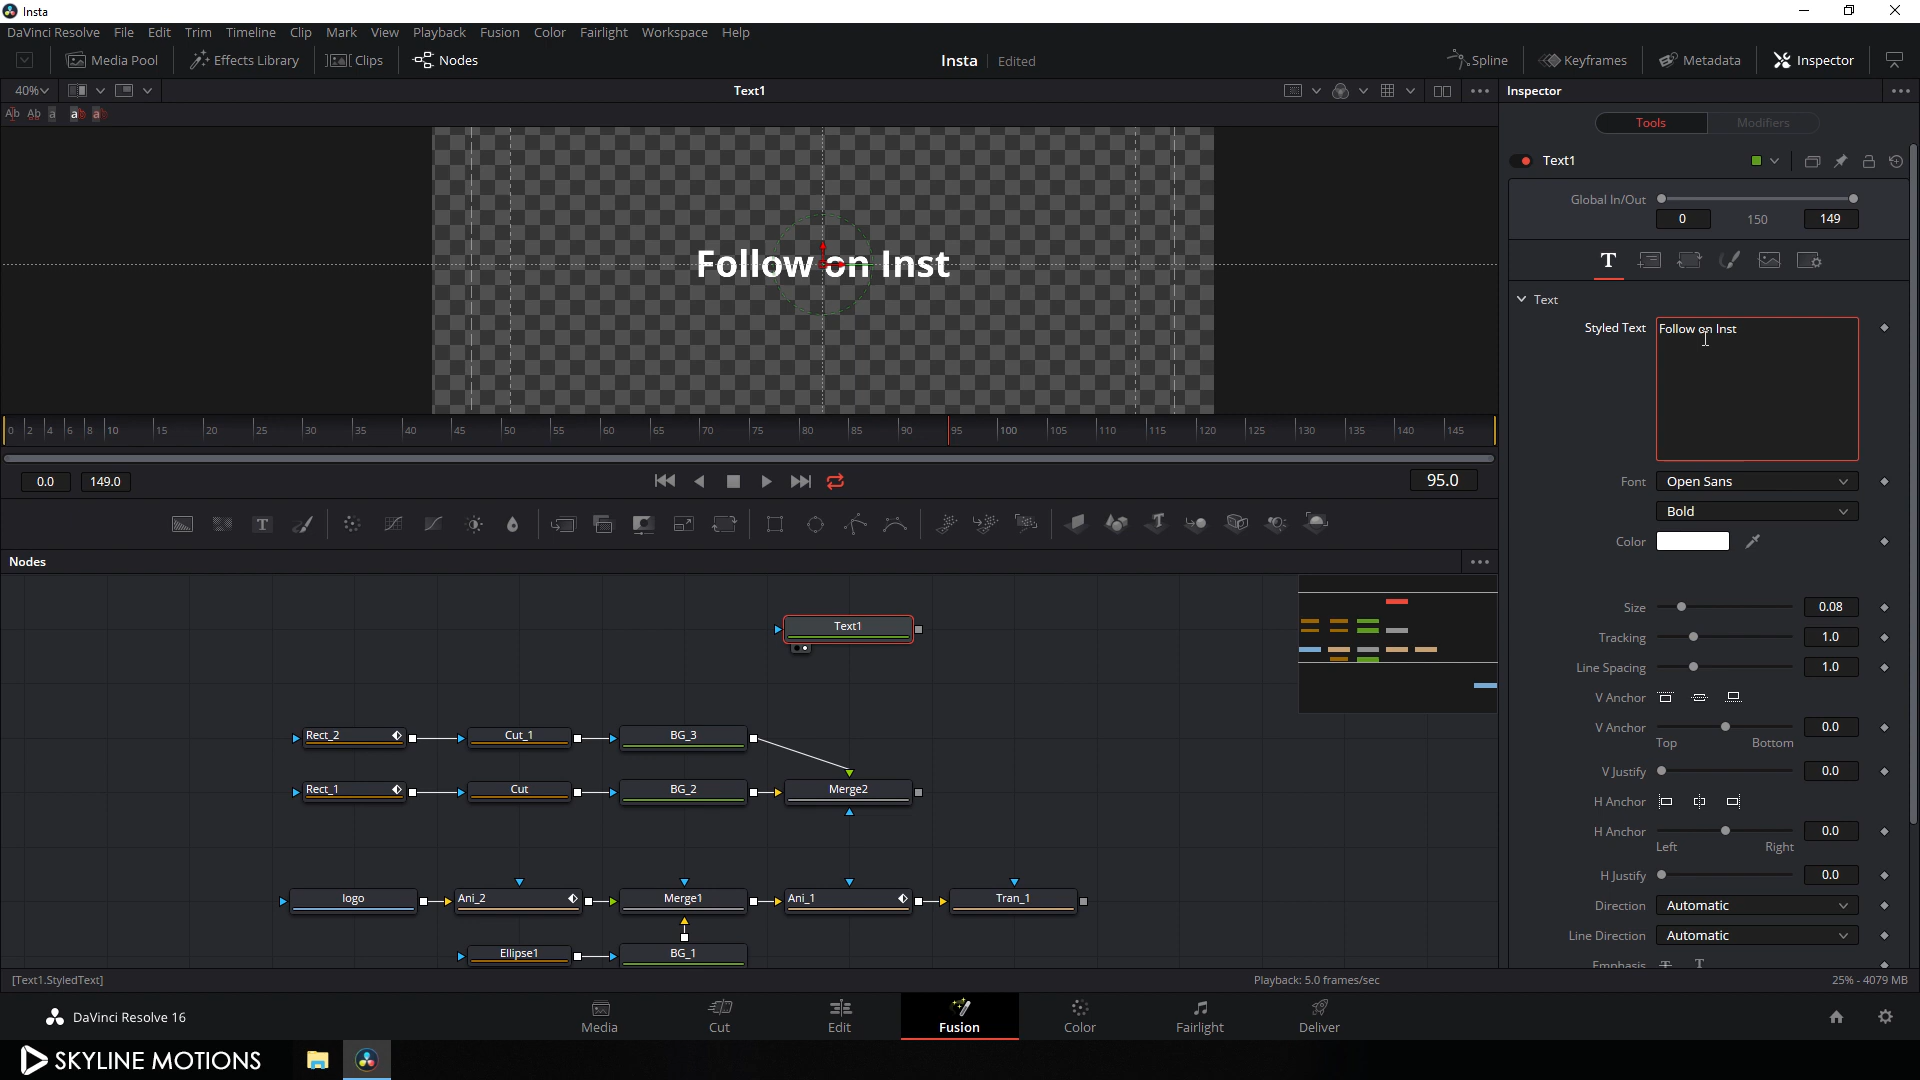 Insta
DaVinci Resolve File Edit Trim Timeline Clip Mark View Playback Fusion Color Fairlight Workspace Help
Media Pool Effects Library Clips Nodes Insta Edited Spline Keyframes Metadata Inspector
40% Text1 Inspector
Tools Modifiers
Text1
Global In/Out
0 150 149
Follow on Inst
Text
Styled Text Follow on Inst
0 2 4 6 8 10 15 20 25 30 35 40 45 50 55 60 65 70 75 80 85 90 95 100 105 110 115 120 125 130 135 140 145
0.0 149.0 95.0
Font Open Sans
Bold
Color
Nodes
Size 0.08
Tracking 1.0
Line Spacing 1.0
V Anchor
V Anchor 0.0
Top Bottom
V Justify 0.0
H Anchor
H Anchor 0.0
Left Right
H Justify 0.0
Direction Automatic
Line Direction Automatic
Emphasis
Text1
Rect_2 Cut_1 BG_3
Rect_1 Cut BG_2 Merge2
logo Ani_2 Merge1 Ani_1 Tran_1
Ellipse1 BG_1
[Text1.StyledText] Playback: 5.0 frames/sec 25% - 4079 MB
DaVinci Resolve 16
Media Cut Edit Fusion Color Fairlight Deliver
SKYLINE MOTIONS